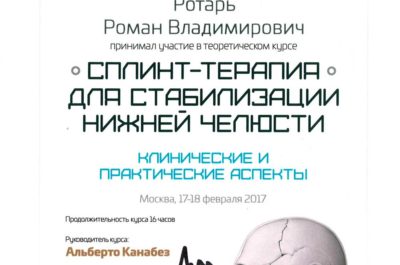 Ротарь
Роман Владимирович
принимал участие в теоретическом курсе
СПЛИНТ-ТЕРАПИЯ
ДЛЯ СТАБИЛИЗАЦИИ
НИЖНЕЙ ЧЕЛЮСТИ
КЛИНИЧЕСКИЕ И
ПРАКТИЧЕСКИЕ АСПЕКТЫ
Москва, 17-18 февраля 2017
Продолжительность курса 16 часов
Руководитель курса:
Альберто Канабез